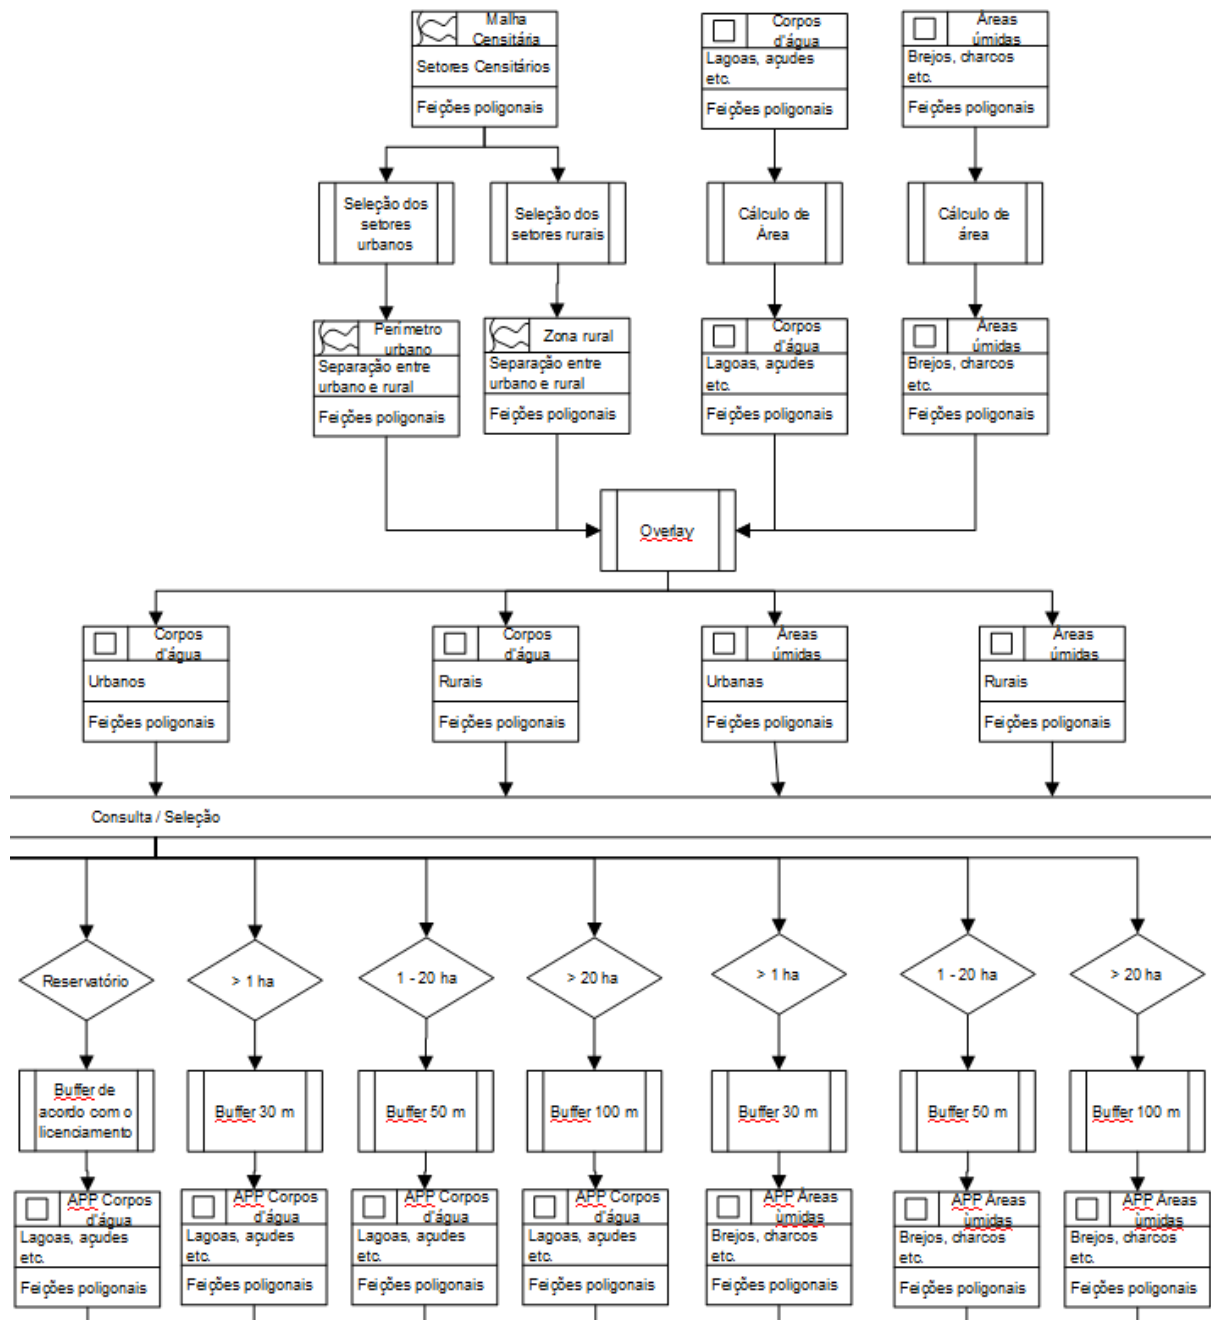 Malha
Censitária
Setores Censitários
Feições poligonais
Corpos
d'água
Lagoas, açudes
etc.
Feições poligonais
Áreas
úmidas
Brejos, charcos
etc.
Feições poligonais
Seleção dos
setores
urbanos
Seleção dos
setores rurais
Cálculo de
Área
Cálculo de
área
Perímetro
urbano
Separação entre
urbano e rural
Feições poligonais
Zona rural
Separação entre
urbano e rural
Feições poligonais
Corpos
d'água
Lagoas, açudes
etc.
Feições poligonais
Áreas
úmidas
Brejos, charcos
etc.
Feições poligonais
Overlay
Corpos
d'água
Urbanos
Feições poligonais
Corpos
d'água
Rurais
Feições poligonais
Áreas
úmidas
Urbanas
Feições poligonais
Áreas
úmidas
Rurais
Feições poligonais
Consulta / Seleção
Reservatório
> 1 ha
1 - 20 ha
> 20 ha
> 1 ha
1 - 20 ha
> 20 ha
Buffer de
acordo com o
licenciamento
Buffer 30 m
Buffer 50 m
Buffer 100 m
Buffer 30 m
Buffer 50 m
Buffer 100 m
APP Corpos
d'água
Lagoas, açudes
etc.
Feições poligonais
APP Corpos
d'água
Lagoas, açudes
etc.
Feições poligonais
APP Corpos
d'água
Lagoas, açudes
etc.
Feições poligonais
APP Corpos
d'água
Lagoas, açudes
etc.
Feições poligonais
APP Áreas
ùmidas
Brejos, charcos
etc.
Feições poligonais
APP Áreas
ùmidas
Brejos, charcos
etc.
Feições poligonais
APP Áreas
ùmidas
Brejos, charcos
etc.
Feições poligonais